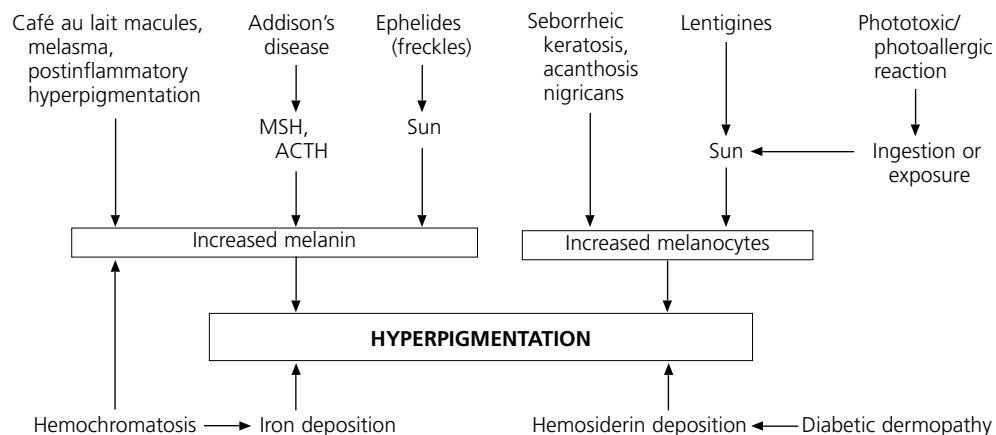 Café au lait macules,
melasma,
postinflammatory
hyperpigmentation
Addison's
disease
Ephelides
(freckles)
Seborrheic
keratosis,
acanthosis
nigricans
Lentigines
Phototoxic/
photoallergic
reaction
MSH,
ACTH
Sun
Sun
Ingestion or
exposure
Increased melanin
Increased melanocytes
HYPERPIGMENTATION
Hemochromatosis
Iron deposition
Hemosiderin deposition
Diabetic dermopathy